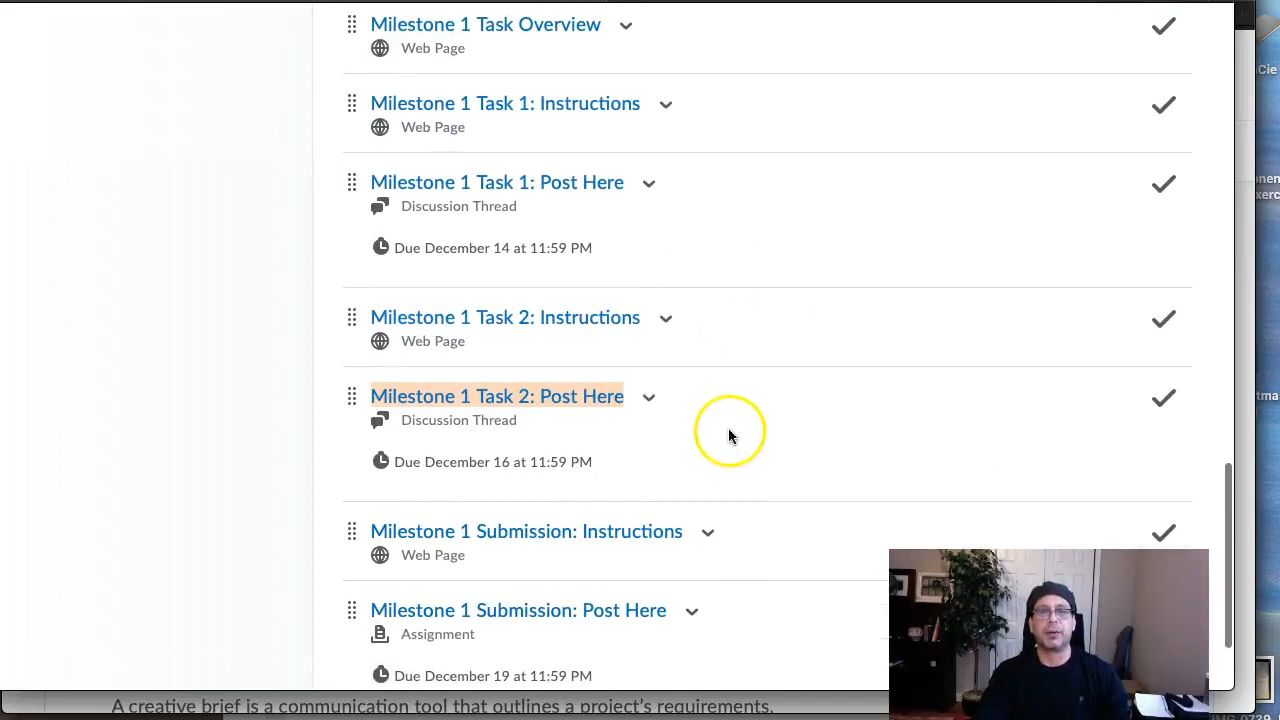 Milestone 1 Task Overview
Web Page
Milestone 1 Task 1: Instructions
Web Page
Milestone 1 Task 1: Post Here
Discussion Thread
Due December 14 at 11:59 PM
Milestone 1 Task 2: Instructions
Web Page
Milestone 1 Task 2: Post Here
Discussion Thread
Due December 16 at 11:59 PM
Milestone 1 Submission: Instructions
Web Page
Milestone 1 Submission: Post Here
Assignment
Due December 19 at 11:59 PM
A creative brief is a communication tool that outlines a project's requirements.